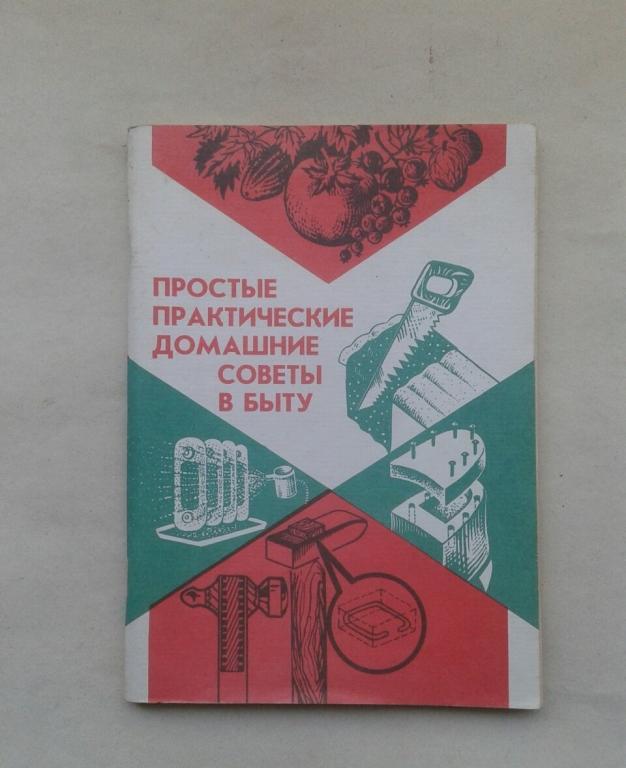 ПРОСТЫЕ
ПРАКТИЧЕСКИЕ
ДОМАШНИЕ
СОВЕТЫ
В БЫТУ